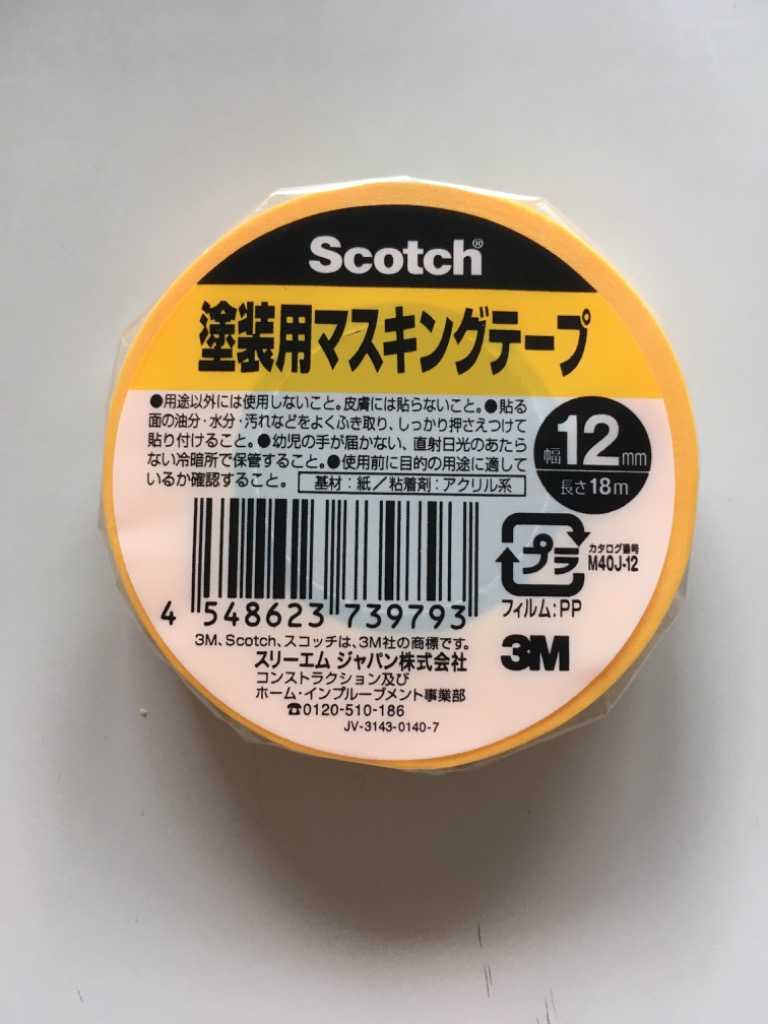 Scotch®
塗装用マスキングテープ
●用途以外には使用しないこと。皮膚には貼らないこと。●貼る
面の油分・水分・汚れなどをよくふき取り、しっかり押さえつけて
貼り付けること。●幼児の手が届かない、直射日光のあたら
ない冷暗所で保管すること。●使用前に目的の用途に適して
いるか確認すること。 基材:紙/粘着剤:アクリル系
幅12mm
長さ18m
プラ
カタログ番号
M40J-12
フィルム:PP
4 548623 739793
3M、Scotch、スコッチは、3M社の商標です。
スリーエム ジャパン株式会社
コンストラクション及び
ホーム・インプルーブメント事業部
☎0120-510-186
JV-3143-0140-7
3M